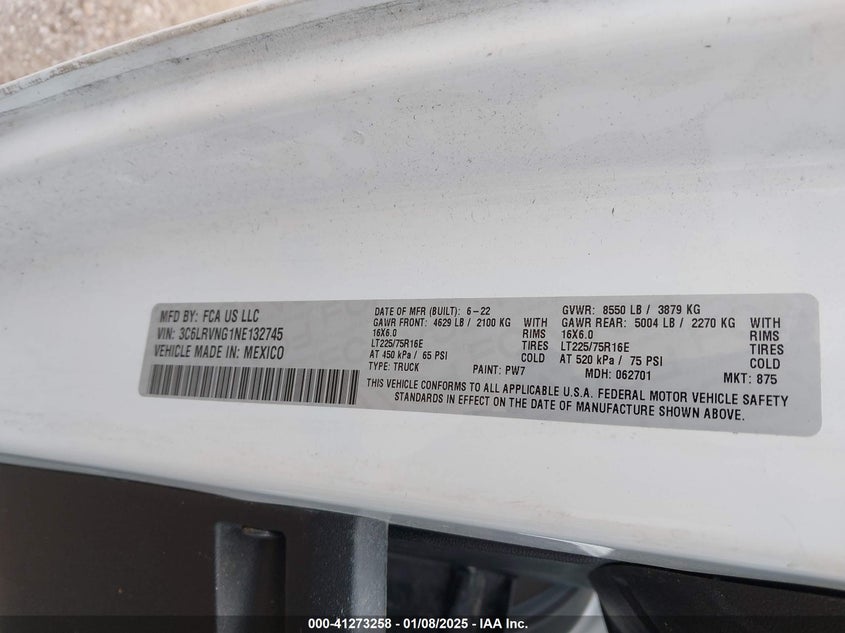 MFD BY: FCA US LLC
VIN: 3C6LRVNG1NE132745
VEHICLE MADE IN: MEXICO
DATE OF MFR (BUILT): 6-22
GAWR FRONT: 4629 LB / 2100 KG WITH
16X6.0 RIMS
LT225/75R16E TIRES
AT 450 kPa / 65 PSI COLD
TYPE: TRUCK PAINT: PW7
GVWR: 8550 LB / 3879 KG
GAWR REAR: 5004 LB / 2270 KG WITH
16X6.0 RIMS
LT225/75R16E TIRES
AT 520 kPa / 75 PSI COLD
MDH: 062701 MKT: 875
THIS VEHICLE CONFORMS TO ALL APPLICABLE U.S.A. FEDERAL MOTOR VEHICLE SAFETY
STANDARDS IN EFFECT ON THE DATE OF MANUFACTURE SHOWN ABOVE.
000-41273258 - 01/08/2025 - IAA Inc.